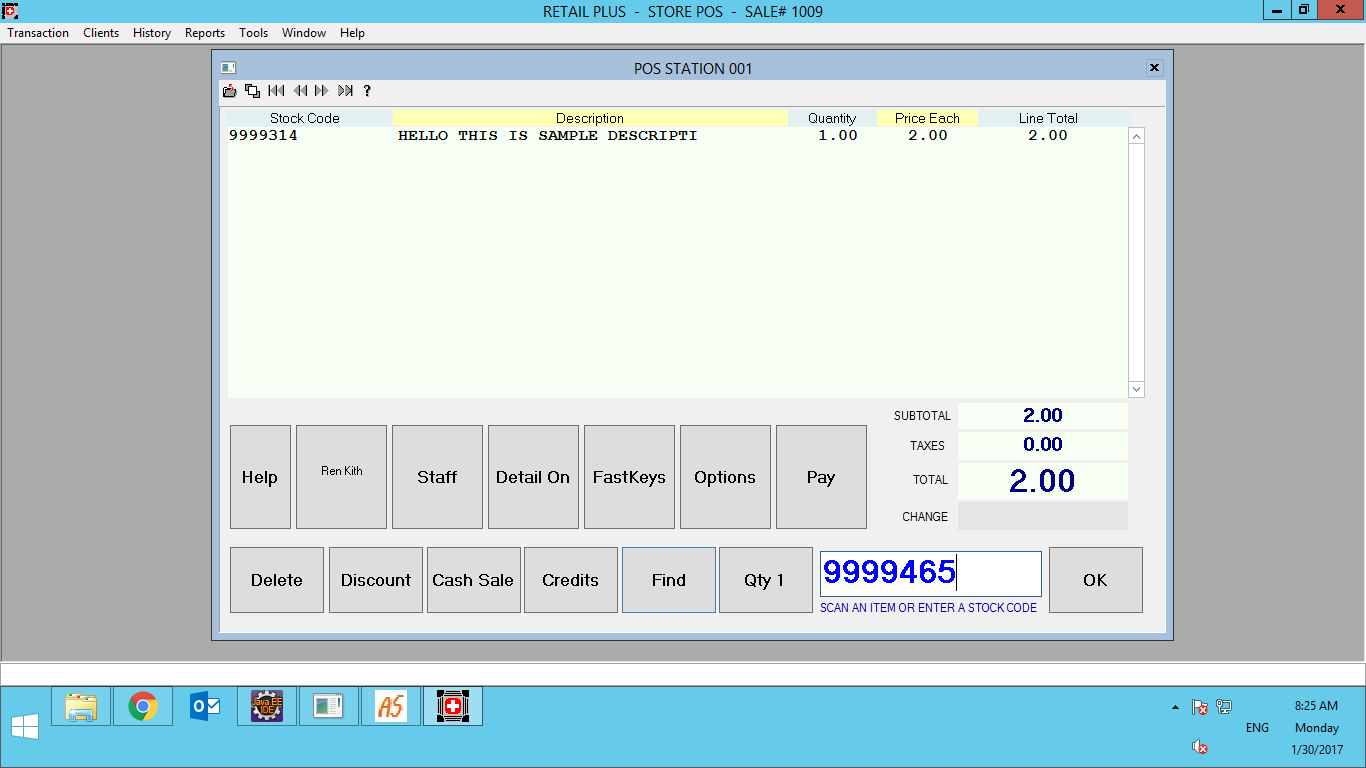 RETAIL PLUS - STORE POS - SALE# 1009
Transaction Clients History Reports Tools Window Help
POS STATION 001
?
Stock Code Description Quantity Price Each Line Total
9999314 HELLO THIS IS SAMPLE DESCRIPTI 1.00 2.00 2.00
SUBTOTAL 2.00
TAXES 0.00
TOTAL 2.00
CHANGE
Help Ren Kith Staff Detail On FastKeys Options Pay
Delete Discount Cash Sale Credits Find Qty 1 9999465 OK
SCAN AN ITEM OR ENTER A STOCK CODE
Java EE
IDE
AS
8:25 AM
ENG Monday
1/30/2017